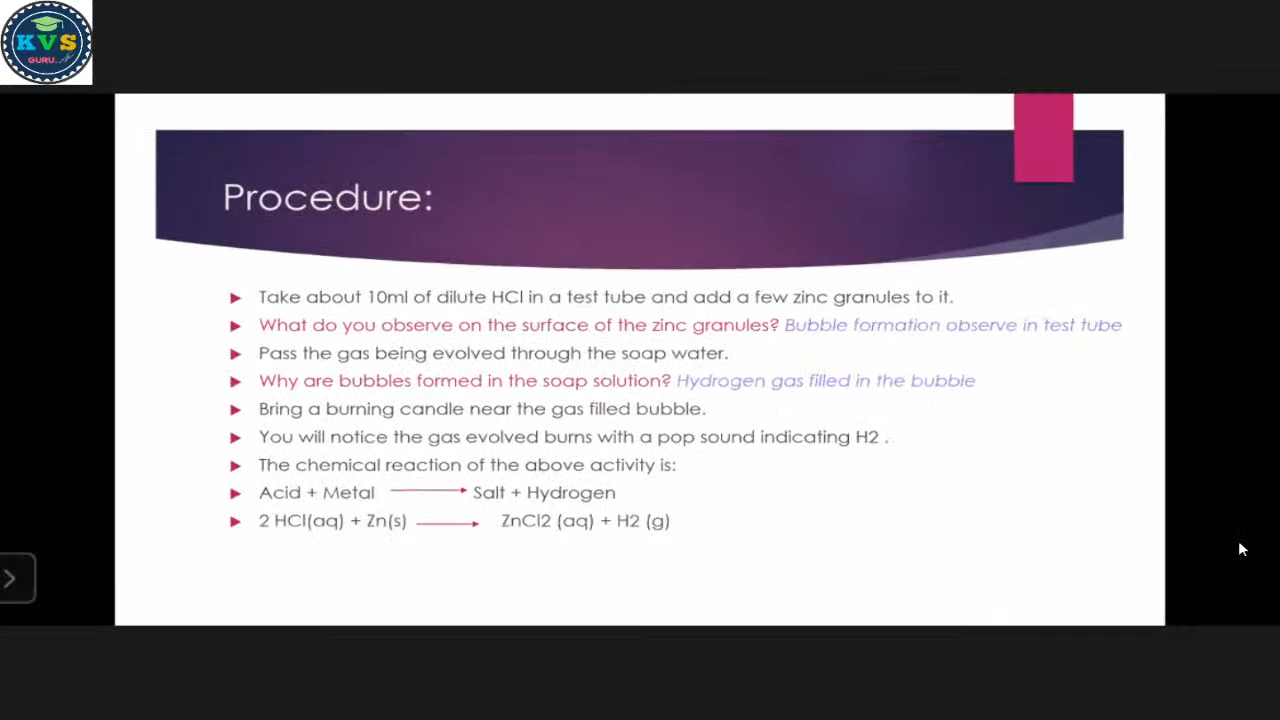 KVS
GURU..
Procedure:
Take about 10ml of dilute HCl in a test tube and add a few zinc granules to it.
What do you observe on the surface of the zinc granules? Bubble formation observe in test tube
Pass the gas being evolved through the soap water.
Why are bubbles formed in the soap solution? Hydrogen gas filled in the bubble
Bring a burning candle near the gas filled bubble.
You will notice the gas evolved burns with a pop sound indicating H2 .
The chemical reaction of the above activity is:
Acid + Metal ⟶ Salt + Hydrogen
2 HCl(aq) + Zn(s) ⟶ ZnCl2 (aq) + H2 (g)